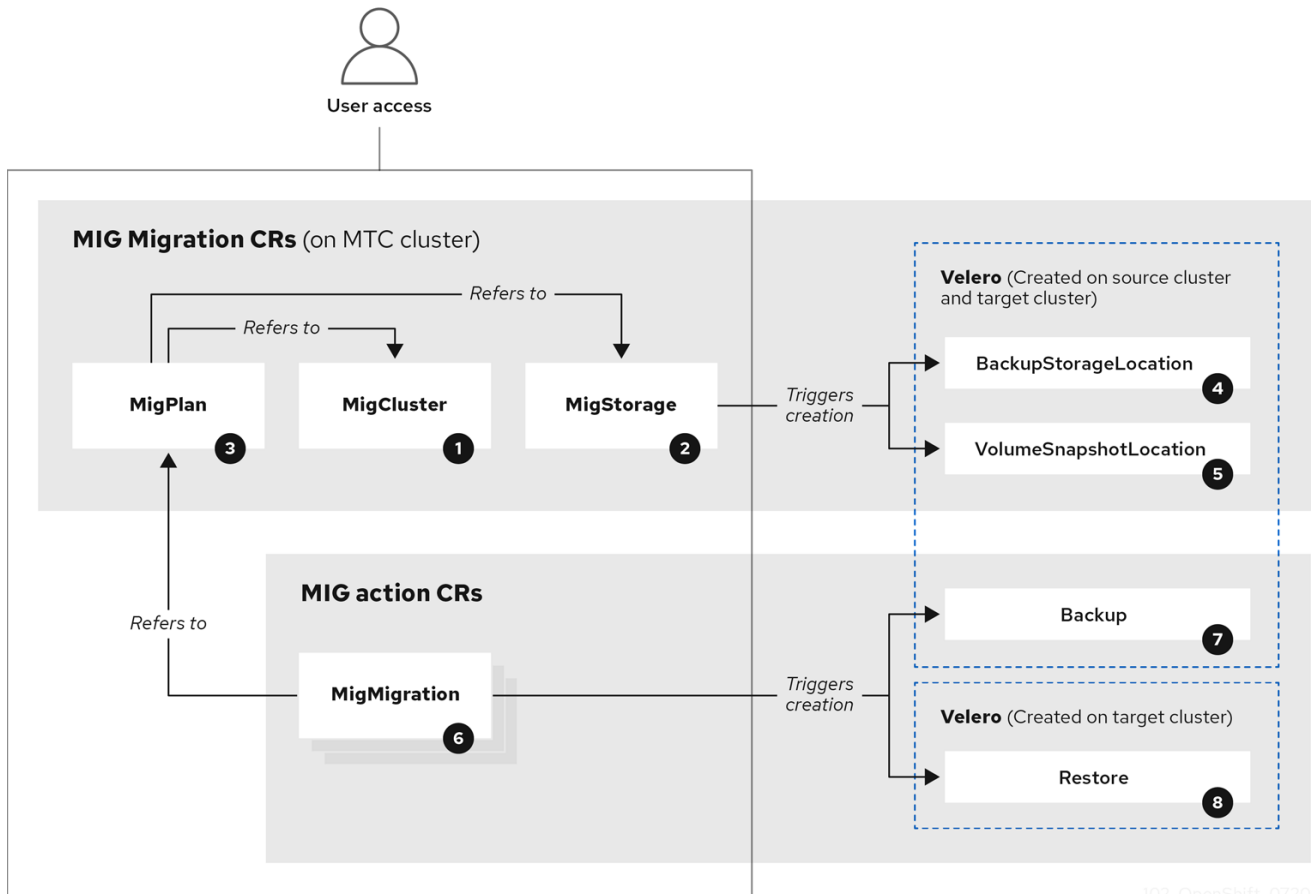 User access
MIG Migration CRs (on MTC cluster)
Refers to
Refers to
MigPlan
3
MigCluster
1
MigStorage
2
Triggers
creation
Velero (Created on source cluster
and target cluster)
BackupStorageLocation
4
VolumeSnapshotLocation
5
MIG action CRs
Refers to
MigMigration
6
Triggers
creation
Backup
7
Velero (Created on target cluster)
Restore
8